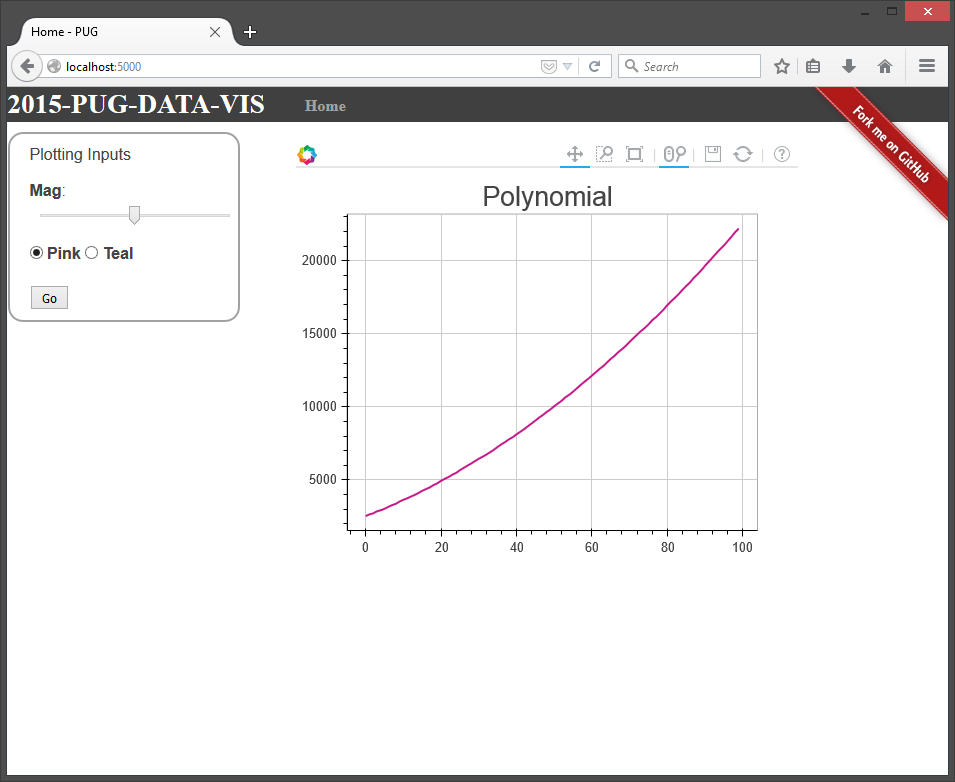 Home - PUG
localhost:5000
Search
2015-PUG-DATA-VIS
Home
Fork me on GitHub
Plotting Inputs
Mag:
Pink Teal
Go
Polynomial
20000
15000
10000
5000
0 20 40 60 80 100